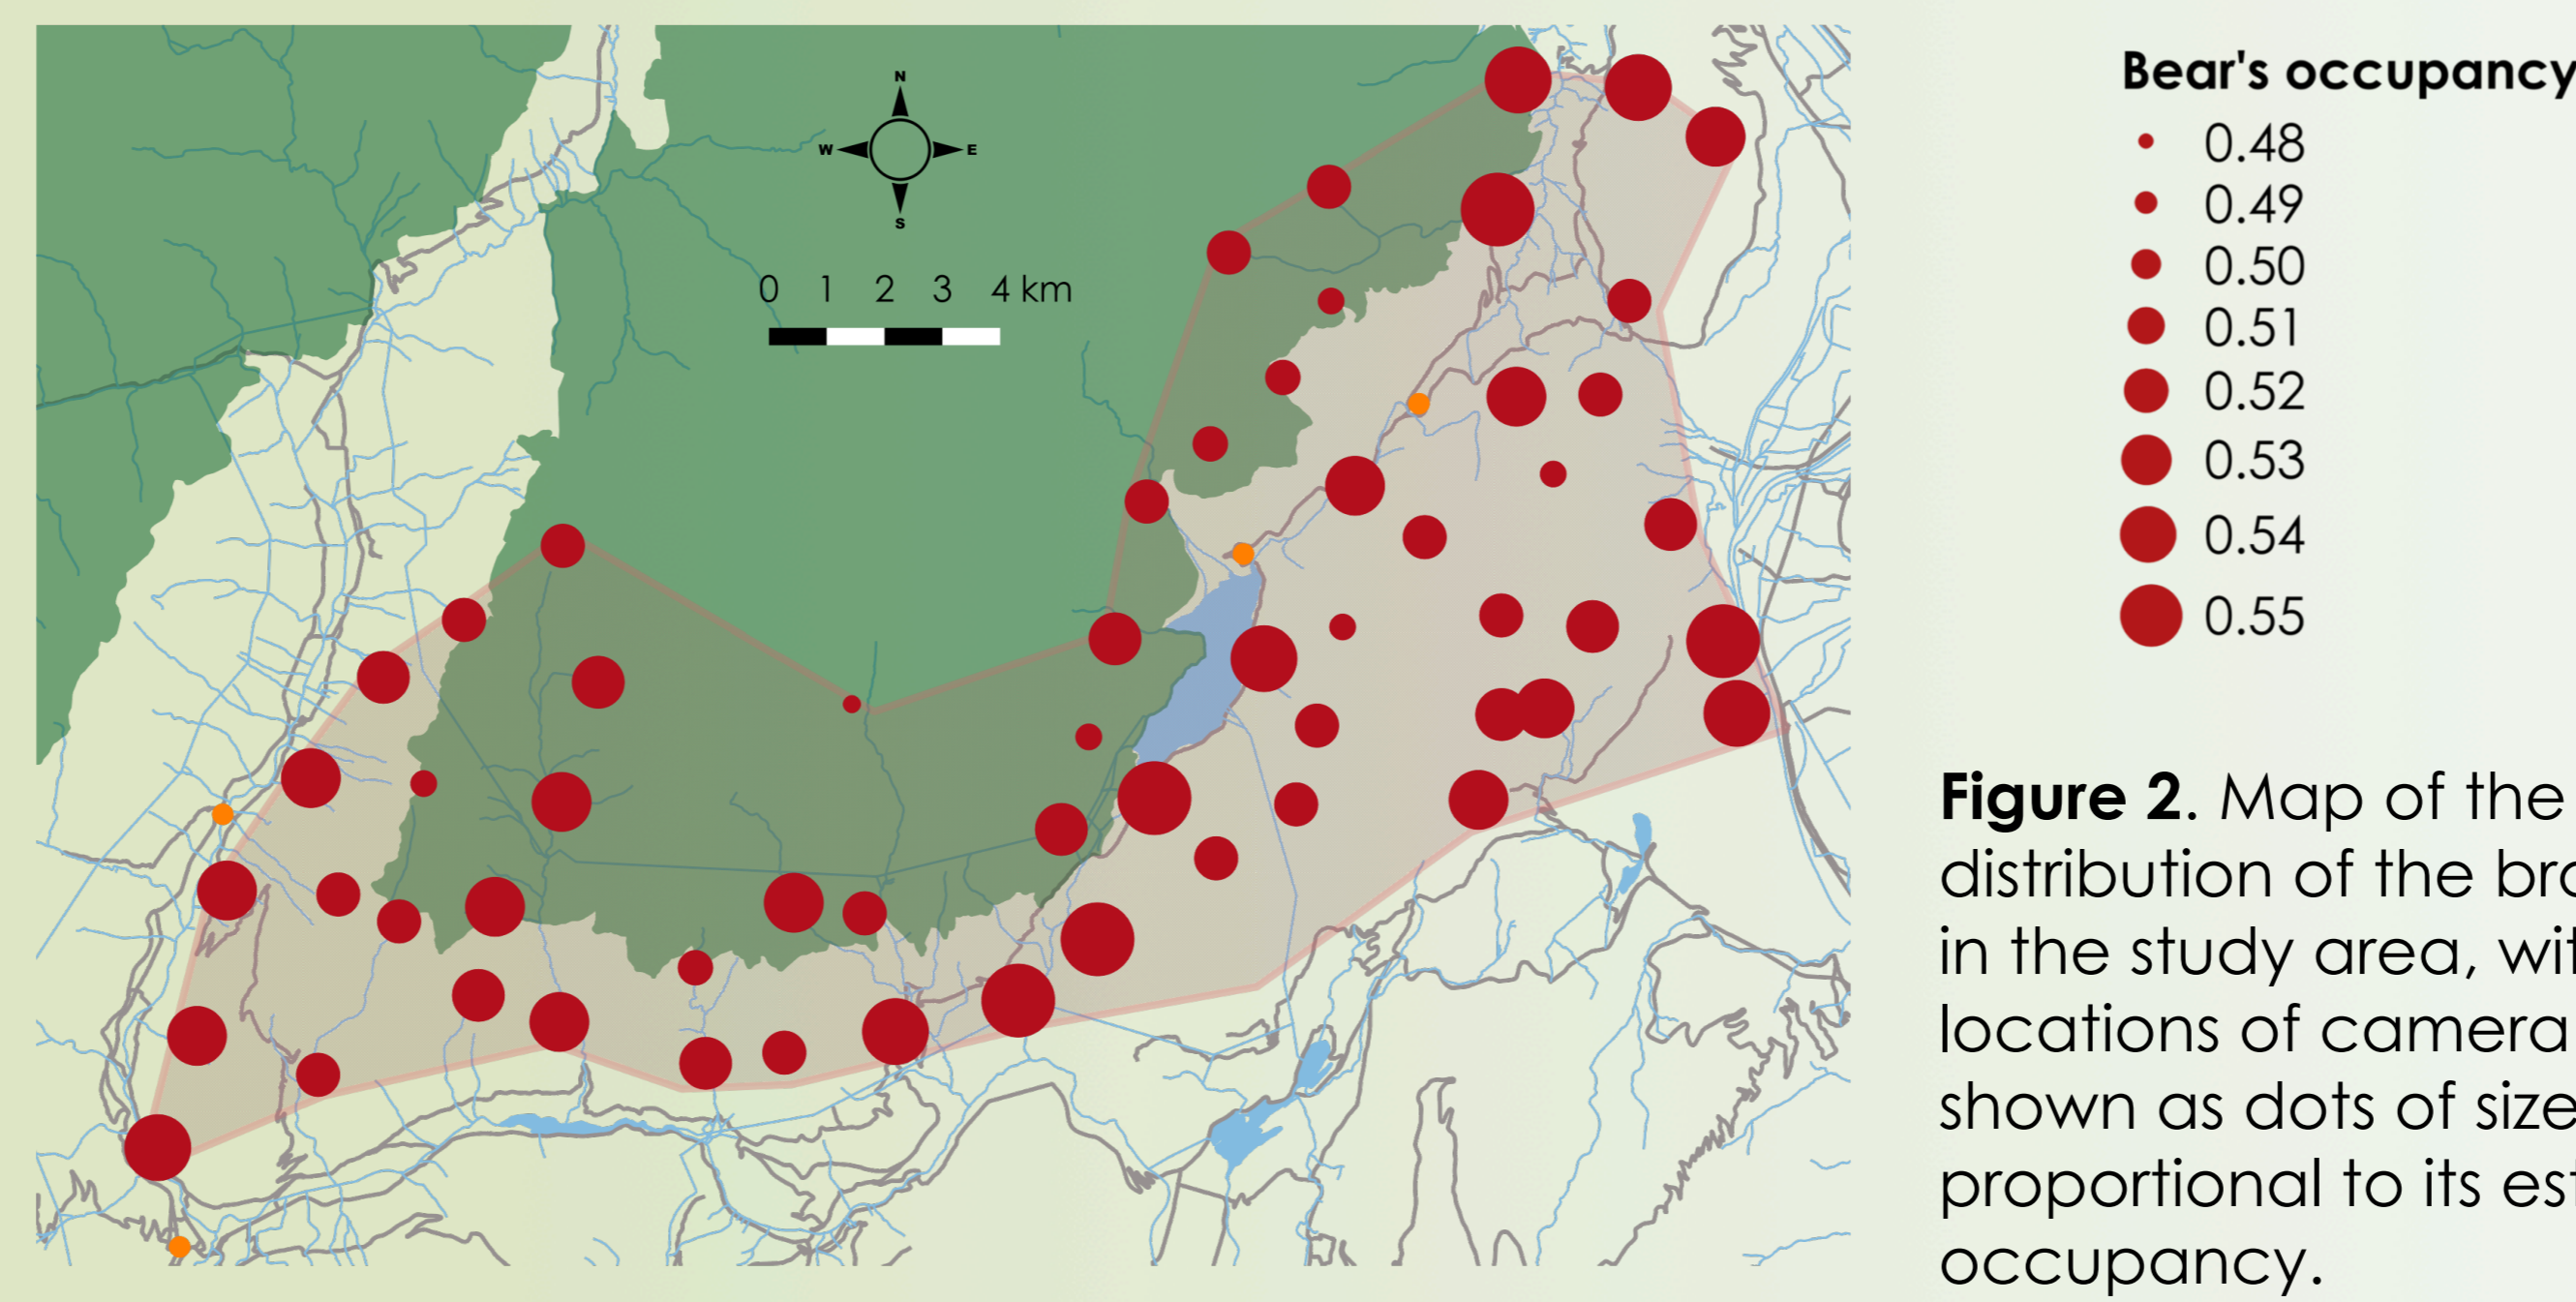 N
W E
S
0 1 2 3 4 km
Bear's occupancy
0.48
0.49
0.50
0.51
0.52
0.53
0.54
0.55
Figure 2. Map of the
distribution of the
in the study area,
locations of camera
shown as dots of
proportional to its
occupancy.